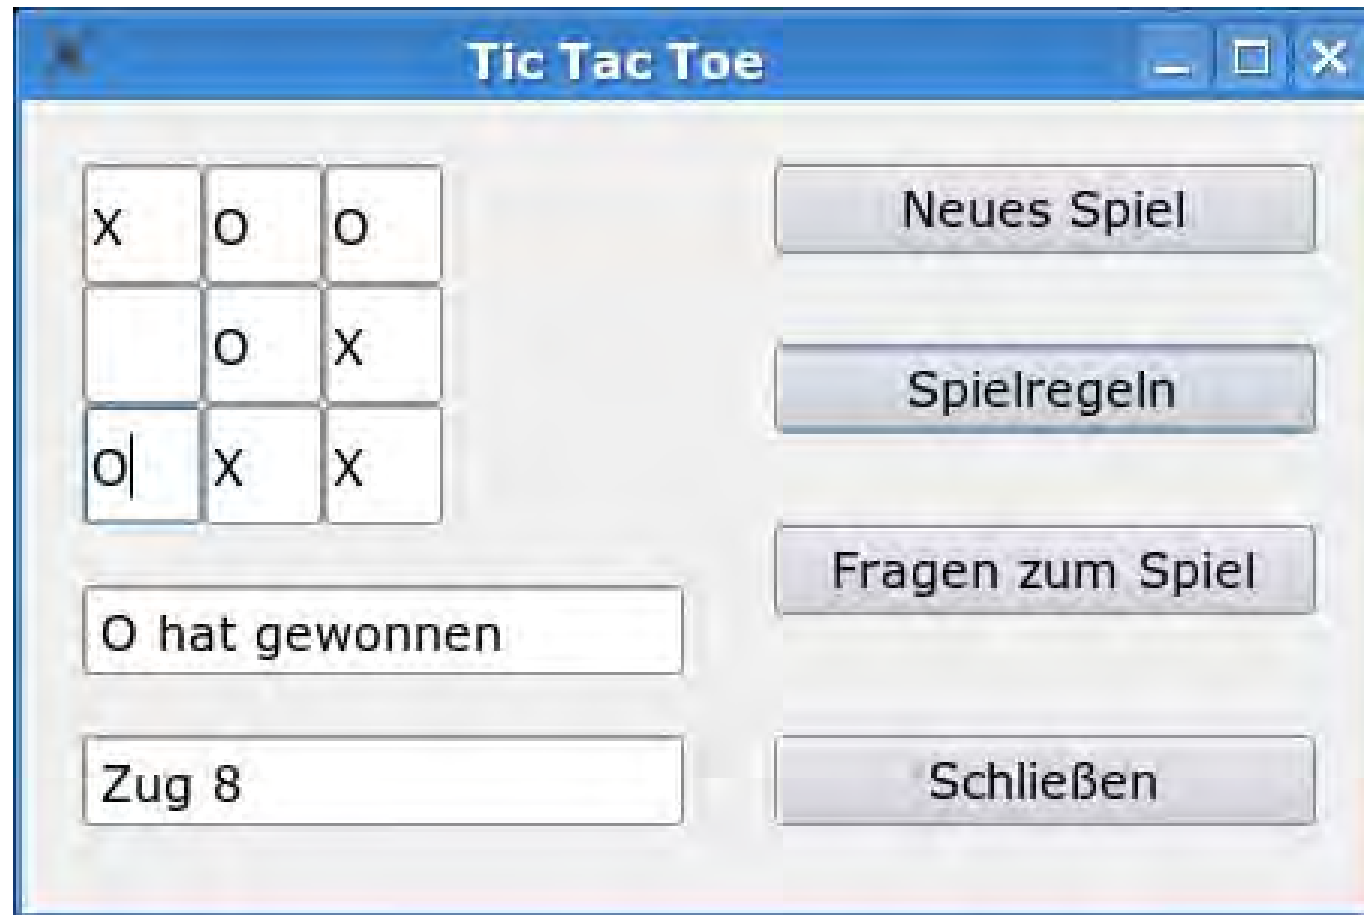 Tic Tac Toe
X O O
O X
O X X
O hat gewonnen
Zug 8
Neues Spiel
Spielregeln
Fragen zum Spiel
Schließen